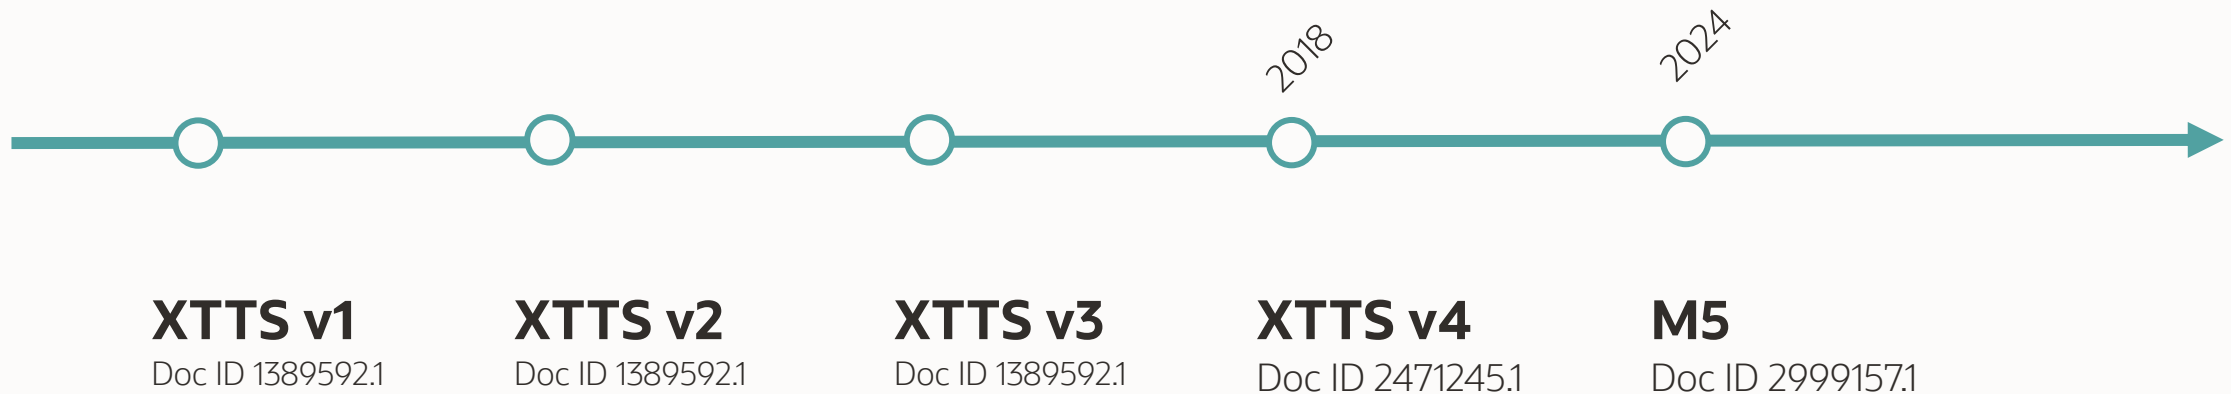 2018
2024
XTTS v1
Doc ID 1389592.1
XTTS v2
Doc ID 1389592.1
XTTS v3
Doc ID 1389592.1
XTTS v4
Doc ID 2471245.1
M5
Doc ID 2999157.1